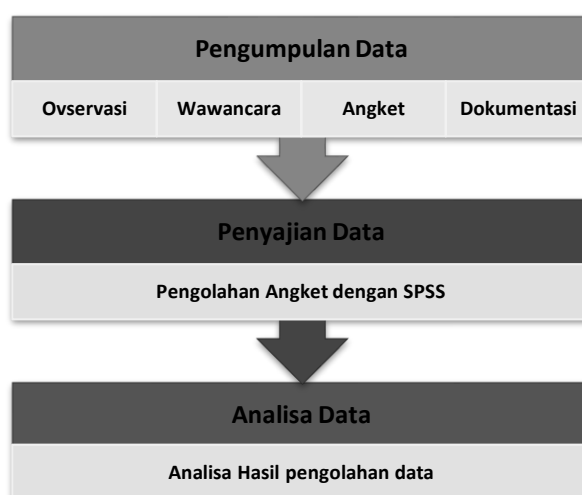 Pengumpulan Data
Ovservasi Wawancara Angket Dokumentasi
Penyajian Data
Pengolahan Angket dengan SPSS
Analisa Data
Analisa Hasil pengolahan data